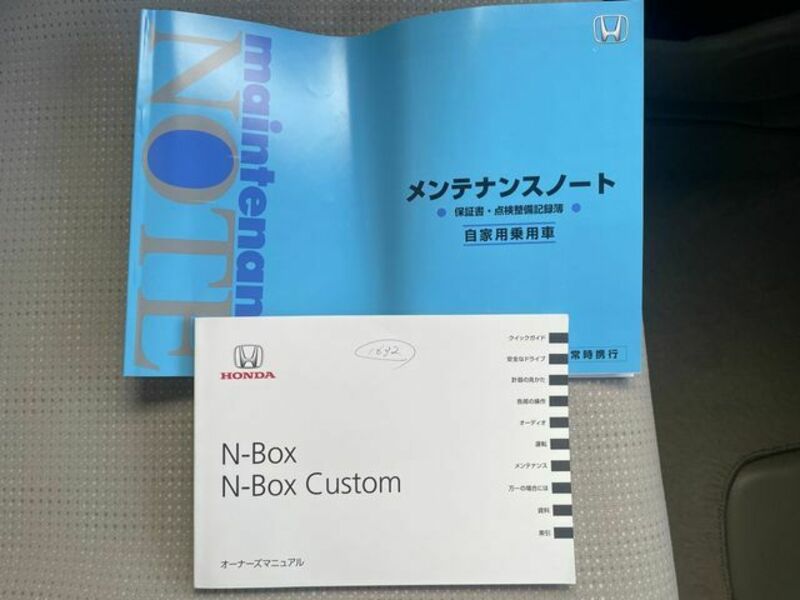 maintenan
NOTE
メンテナンスノート
保証書・点検整備記録簿
自家用乗用車
常時携行
HONDA
1692
N-Box
N-Box Custom
オーナーズマニュアル
クイックガイド
安全なドライブ
計器の見かた
各部の操作
オーディオ
運転
メンテナンス
万一の場合には
資料
索引